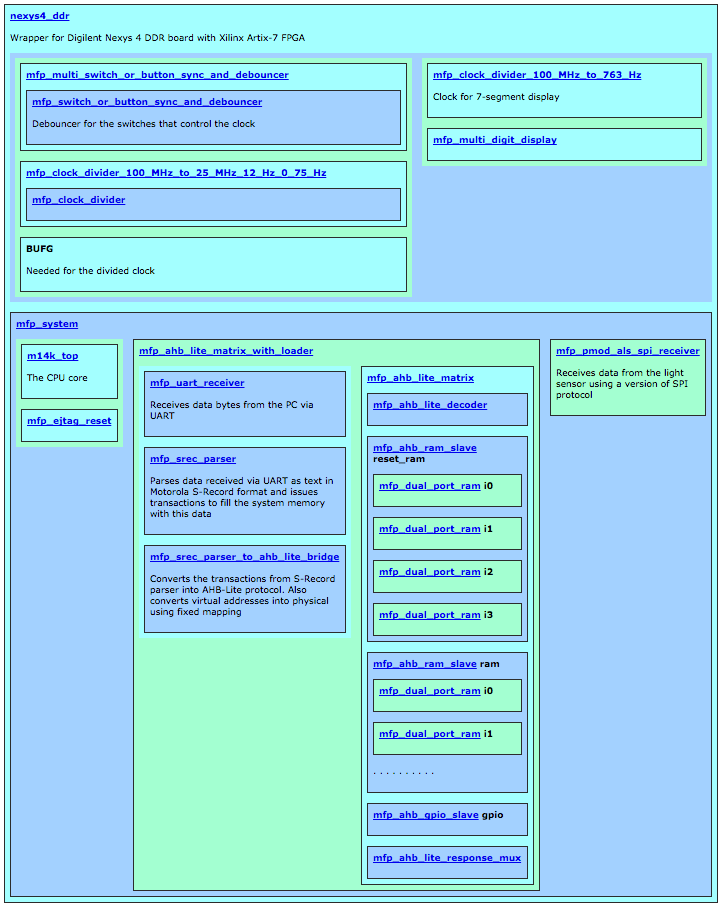 nexys4_ddr
Wrapper for Digilent Nexys 4 DDR board with Xilinx Artix-7 FPGA
mfp_multi_switch_or_button_sync_and_debouncer
mfp_switch_or_button_sync_and_debouncer
Debouncer for the switches that control the clock
mfp_clock_divider_100_MHz_to_25_MHz_12_Hz_0_75_Hz
mfp_clock_divider
BUFG
Needed for the divided clock
mfp_clock_divider_100_MHz_to_763_Hz
Clock for 7-segment display
mfp_multi_digit_display
mfp_system
m14k_top
The CPU core
mfp_ejtag_reset
mfp_ahb_lite_matrix_with_loader
mfp_uart_receiver
Receives data bytes from the PC via
UART
mfp_srec_parser
Parses data received via UART as text in
Motorola S-Record format and issues
transactions to fill the system memory
with this data
mfp_srec_parser_to_ahb_lite_bridge
Converts the transactions from S-Record
parser into AHB-Lite protocol. Also
converts virtual addresses into physical
using fixed mapping
mfp_ahb_lite_matrix
mfp_ahb_lite_decoder
mfp_ahb_ram_slave
reset_ram
mfp_dual_port_ram i0
mfp_dual_port_ram i1
mfp_dual_port_ram i2
mfp_dual_port_ram i3
mfp_ahb_ram_slave ram
mfp_dual_port_ram i0
mfp_dual_port_ram i1
. . . . . . . . . .
mfp_ahb_gpio_slave gpio
mfp_ahb_lite_response_mux
mfp_pmod_als_spi_receiver
Receives data from the light
sensor using a version of SPI
protocol